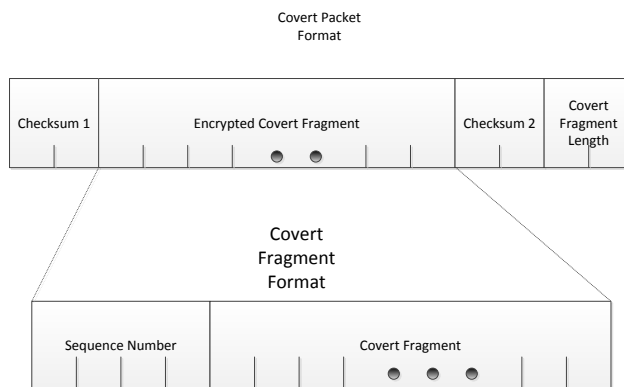 Covert Packet
Format
Checksum 1
Encrypted Covert Fragment
Checksum 2
Covert
Fragment
Length
Covert
Fragment
Format
Sequence Number
Covert Fragment